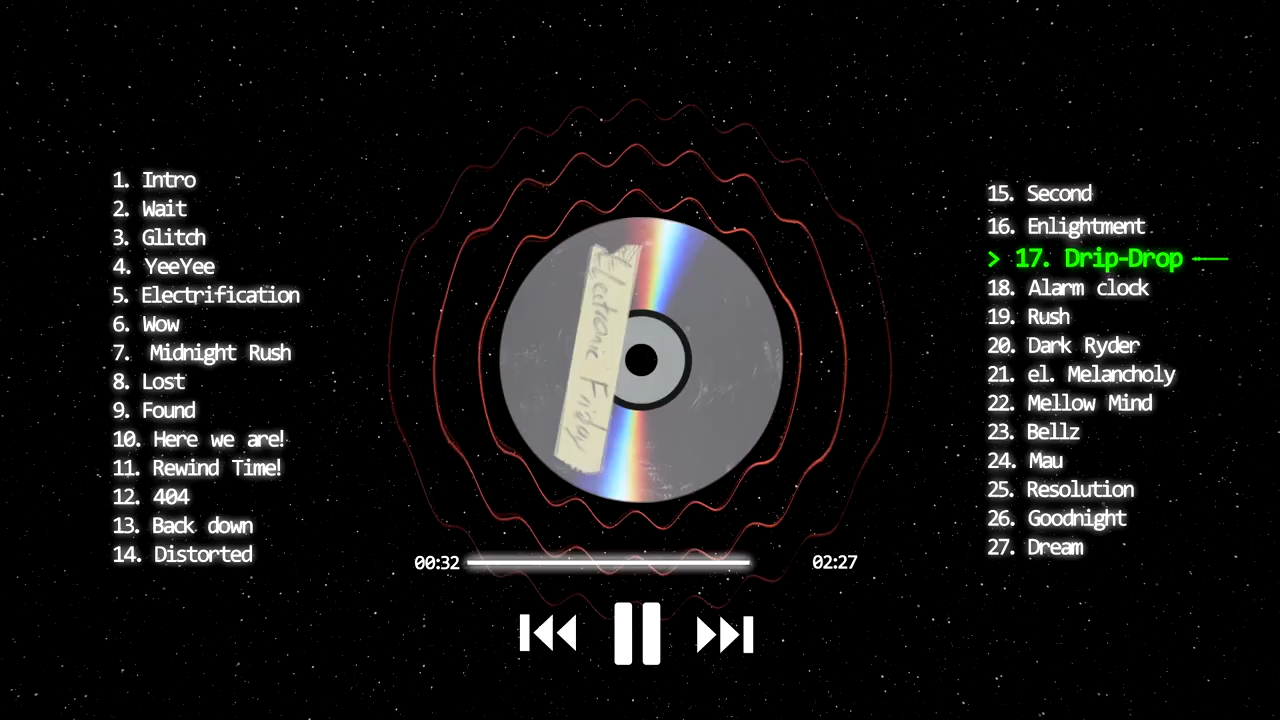 1. Intro
2. Wait
3. Glitch
4. YeeYee
5. Electrification
6. Wow
7. Midnight Rush
8. Lost
9. Found
10. Here we are!
11. Rewind Time!
12. 404
13. Back down
14. Distorted
Electronic Friday
00:32
02:27
15. Second
16. Enlightment
> 17. Drip-Drop
18. Alarm clock
19. Rush
20. Dark Ryder
21. el. Melancholy
22. Mellow Mind
23. Bellz
24. Mau
25. Resolution
26. Goodnight
27. Dream